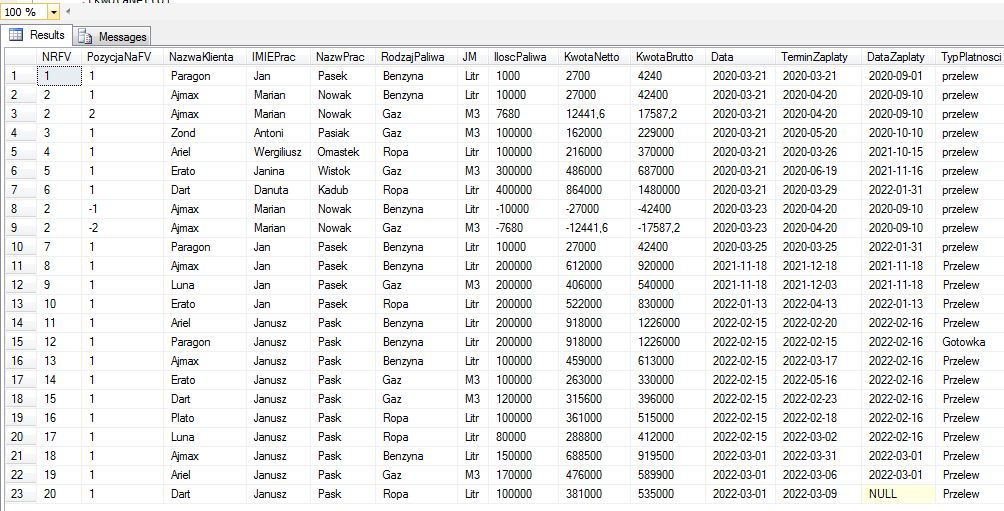 100 %
Results Messages
NRFV PozycjaNaFV NazwaKlienta IMIEPrac NazwPrac RodzajPaliwa JM IloscPaliwa KwotaNetto KwotaBrutto Data TerminZaplaty DataZaplaty TypPlatnosci
1 1 1 Paragon Jan Pasek Benzyna Litr 1000 2700 4240 2020-03-21 2020-03-21 2020-09-01 przelew
2 2 1 Ajmax Marian Nowak Benzyna Litr 10000 27000 42400 2020-03-21 2020-04-20 2020-09-10 przelew
3 2 2 Ajmax Marian Nowak Gaz M3 7680 12441,6 17587,2 2020-03-21 2020-04-20 2020-09-10 przelew
4 3 1 Zond Antoni Pasiak Gaz M3 100000 162000 229000 2020-03-21 2020-05-20 2020-10-10 przelew
5 4 1 Ariel Wergiliusz Omastek Ropa Litr 100000 216000 370000 2020-03-21 2020-03-26 2021-10-15 przelew
6 5 1 Erato Janina Wistok Gaz M3 300000 486000 687000 2020-03-21 2020-06-19 2021-11-16 przelew
7 6 1 Dart Danuta Kadub Ropa Litr 400000 864000 1480000 2020-03-21 2020-03-29 2022-01-31 przelew
8 2 -1 Ajmax Marian Nowak Benzyna Litr -10000 -27000 -42400 2020-03-23 2020-04-20 2020-09-10 przelew
9 2 -2 Ajmax Marian Nowak Gaz M3 -7680 -12441,6 -17587,2 2020-03-23 2020-04-20 2020-09-10 przelew
10 7 1 Paragon Jan Pasek Benzyna Litr 10000 27000 42400 2020-03-25 2020-03-25 2022-01-31 przelew
11 8 1 Ajmax Jan Pasek Benzyna Litr 200000 612000 920000 2021-11-18 2021-12-18 2021-11-18 Przelew
12 9 1 Luna Jan Pasek Gaz M3 200000 406000 540000 2021-11-18 2021-12-03 2021-11-18 Przelew
13 10 1 Erato Jan Pasek Ropa Litr 200000 522000 830000 2022-01-13 2022-04-13 2022-01-13 Przelew
14 11 1 Ariel Janusz Pask Benzyna Litr 200000 918000 1226000 2022-02-15 2022-02-20 2022-02-16 Przelew
15 12 1 Paragon Janusz Pask Benzyna Litr 200000 918000 1226000 2022-02-15 2022-02-15 2022-02-16 Gotowka
16 13 1 Ajmax Janusz Pask Benzyna Litr 100000 459000 613000 2022-02-15 2022-03-17 2022-02-16 Przelew
17 14 1 Erato Janusz Pask Gaz M3 100000 263000 330000 2022-02-15 2022-05-16 2022-02-16 Przelew
18 15 1 Dart Janusz Pask Gaz M3 120000 315600 396000 2022-02-15 2022-02-23 2022-02-16 Przelew
19 16 1 Plato Janusz Pask Ropa Litr 100000 361000 515000 2022-02-15 2022-02-18 2022-02-16 Przelew
20 17 1 Luna Janusz Pask Ropa Litr 80000 288800 412000 2022-02-15 2022-03-02 2022-02-16 Przelew
21 18 1 Ajmax Janusz Pask Benzyna Litr 150000 688500 919500 2022-03-01 2022-03-31 2022-03-01 Przelew
22 19 1 Ariel Janusz Pask Gaz M3 170000 476000 589900 2022-03-01 2022-03-06 2022-03-01 Przelew
23 20 1 Dart Janusz Pask Ropa Litr 100000 381000 535000 2022-03-01 2022-03-09 NULL Przelew